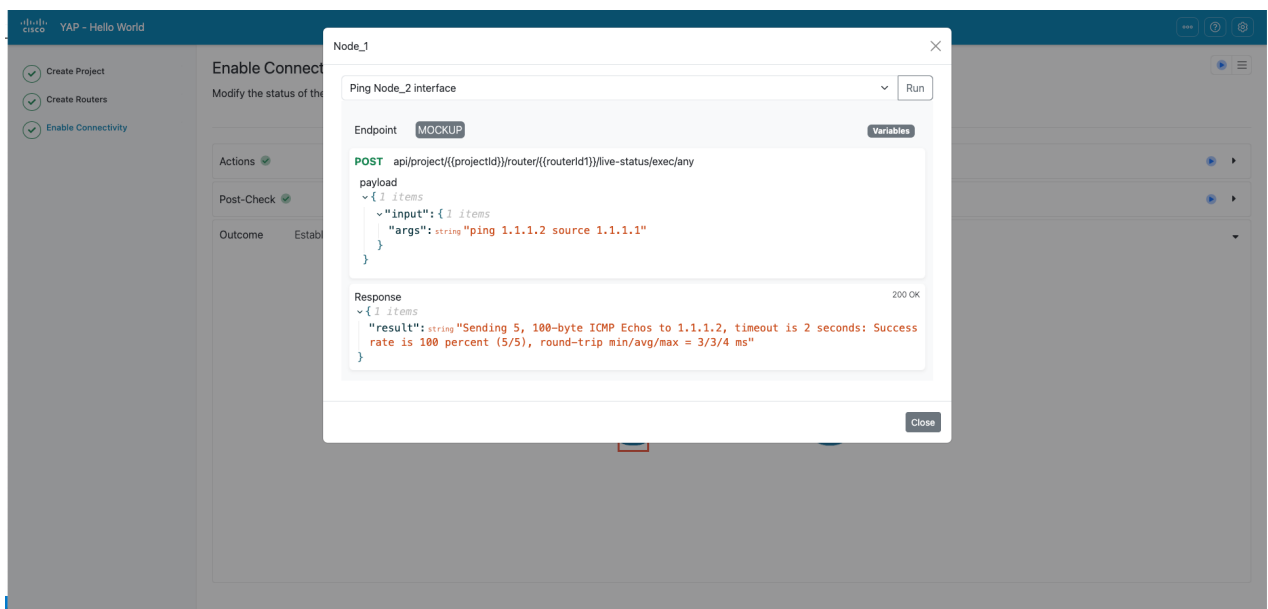 cisco YAP - Hello World
Create Project
Create Routers
Enable Connectivity
Enable Connect
Modify the status of the
Actions
Post-Check
Outcome Establ
Node_1
Ping Node_2 interface Run
Endpoint MOCKUP Variables
POST api/project/{{projectId}}/router/{{routerId1}}/live-status/exec/any
payload
{ 1 items
"input": { 1 items
"args": string "ping 1.1.1.2 source 1.1.1.1"
}
}
Response 200 OK
{ 1 items
"result": string "Sending 5, 100-byte ICMP Echos to 1.1.1.2, timeout is 2 seconds: Success
rate is 100 percent (5/5), round-trip min/avg/max = 3/3/4 ms"
}
Close